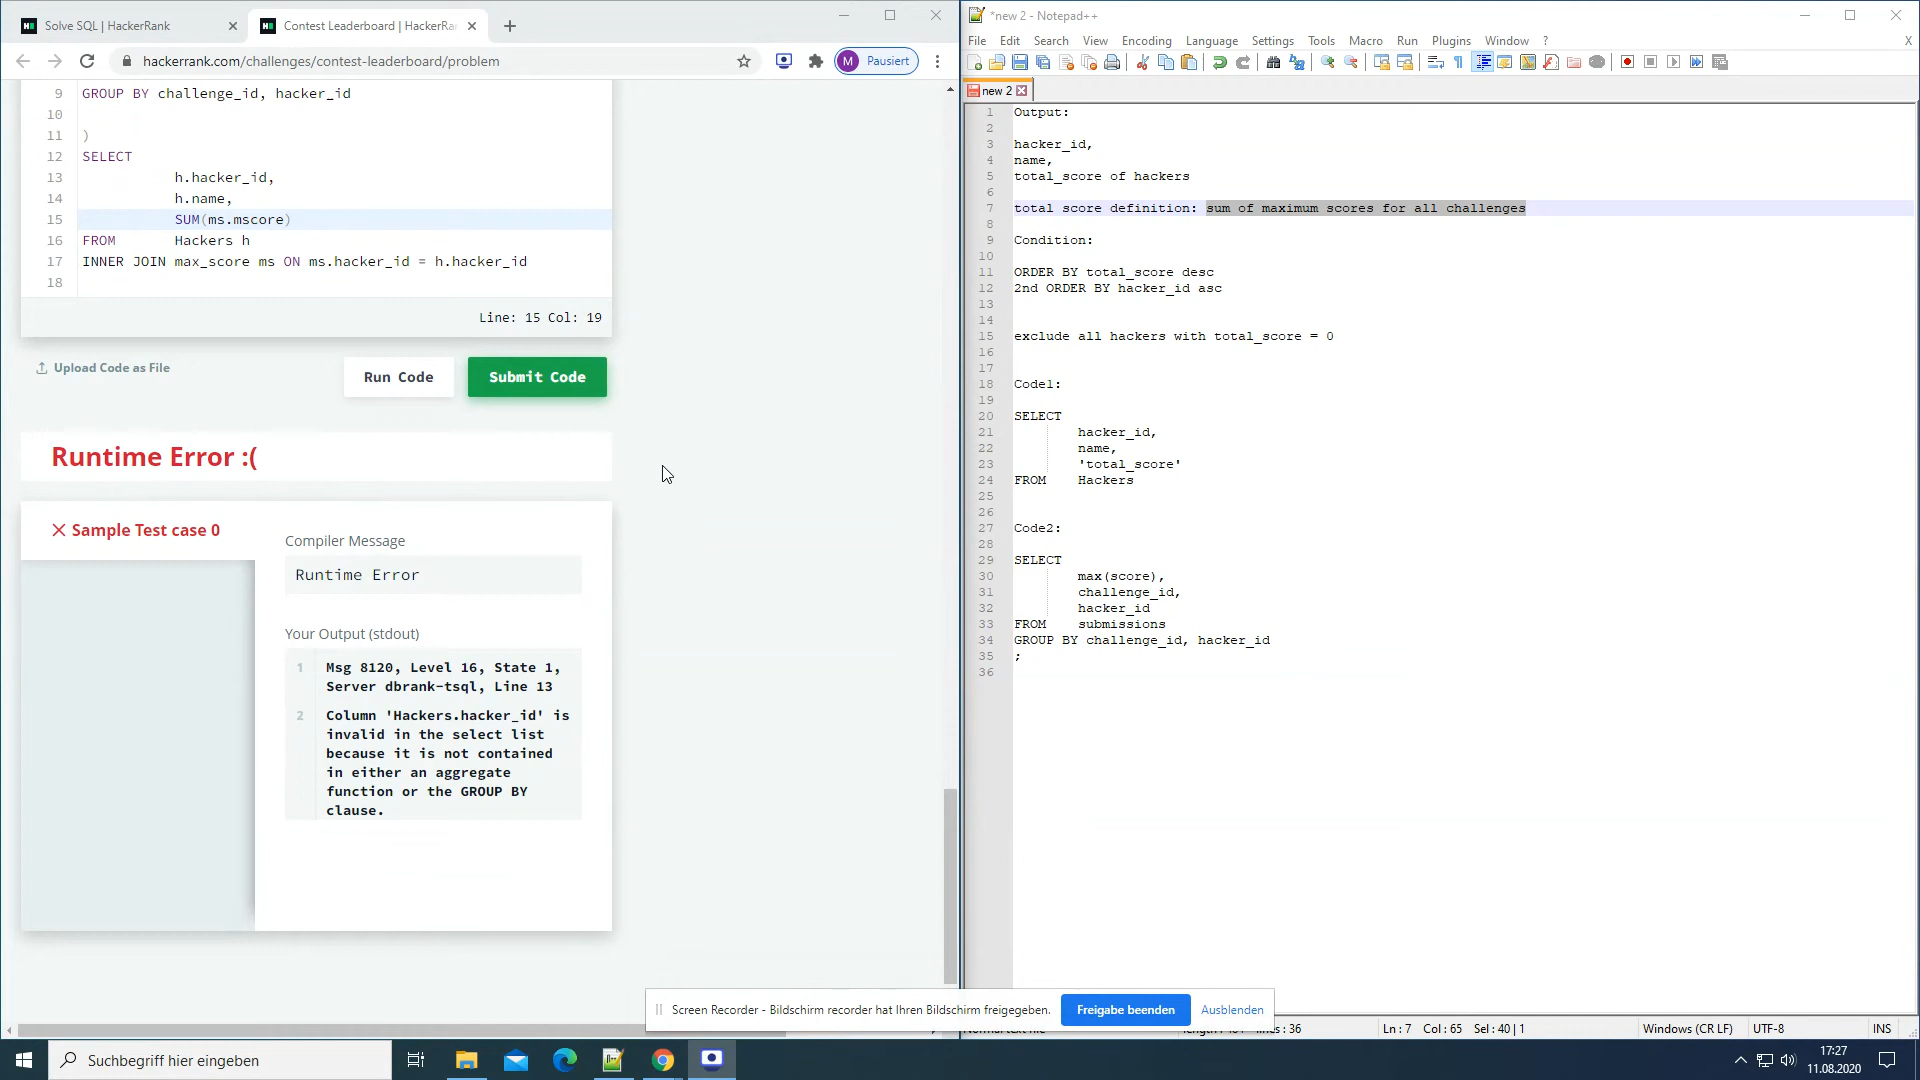 Solve SQL | HackerRank
Contest Leaderboard | HackerRan
hackerrank.com/challenges/contest-leaderboard/problem
M
Pausiert
9 GROUP BY challenge_id, hacker_id
10
11 )
12 SELECT
13 h.hacker_id,
14 h.name,
15 SUM(ms.mscore)
16 FROM Hackers h
17 INNER JOIN max_score ms ON ms.hacker_id = h.hacker_id
18
Line: 15 Col: 19
Upload Code as File
Run Code
Submit Code
Runtime Error :(
Sample Test case 0
Compiler Message
Runtime Error
Your Output (stdout)
1 Msg 8120, Level 16, State 1,
Server dbrank-tsql, Line 13
2 Column 'Hackers.hacker_id' is
invalid in the select list
because it is not contained
in either an aggregate
function or the GROUP BY
clause.
*new 2 - Notepad++
File Edit Search View Encoding Language Settings Tools Macro Run Plugins Window ? X
new 2
1 Output:
2
3 hacker_id,
4 name,
5 total_score of hackers
6
7 total score definition: sum of maximum scores for all challenges
8
9 Condition:
10
11 ORDER BY total_score desc
12 2nd ORDER BY hacker_id asc
13
14
15 exclude all hackers with total_score = 0
16
17
18 Code1:
19
20 SELECT
21 hacker_id,
22 name,
23 'total_score'
24 FROM Hackers
25
26
27 Code2:
28
29 SELECT
30 max(score),
31 challenge_id,
32 hacker_id
33 FROM submissions
34 GROUP BY challenge_id, hacker_id
35 ;
36
Screen Recorder - Bildschirm recorder hat Ihren Bildschirm freigegeben.
Freigabe beenden
Ausblenden
: 36
Ln : 7 Col : 65 Sel : 40 | 1
Windows (CR LF)
UTF-8
INS
Suchbegriff hier eingeben
17:27
11.08.2020